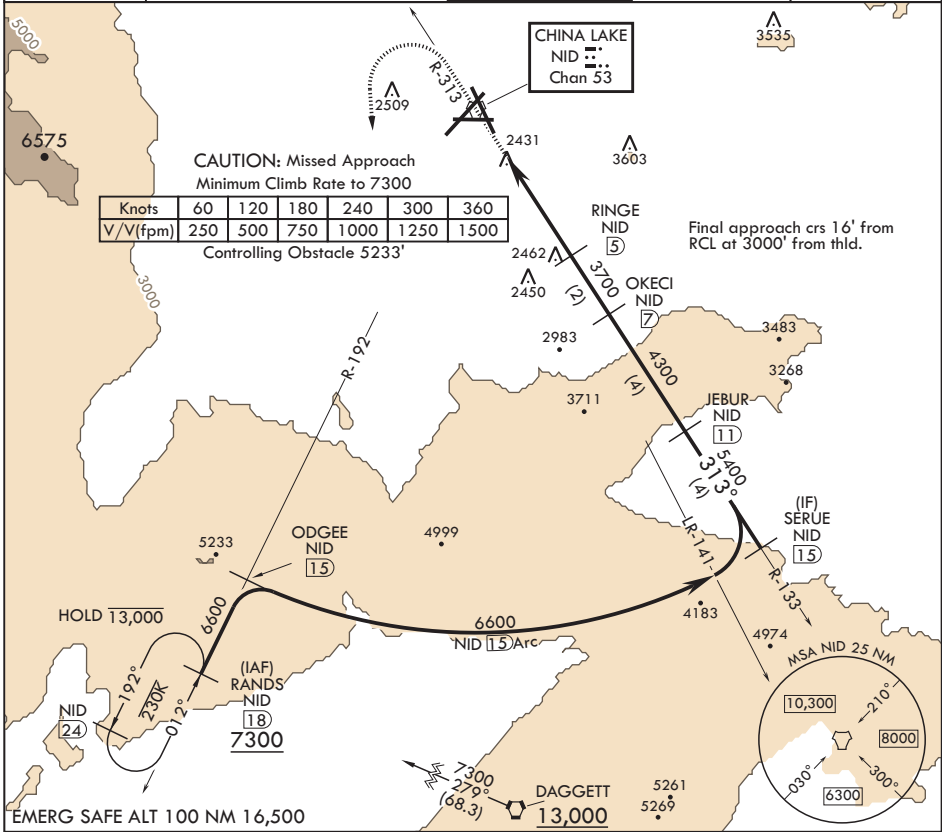 5000
6575
3000
R-313
2509
CHINA LAKE
NID
Chan 53
3535
2431
3603
CAUTION: Missed Approach
Minimum Climb Rate to 7300
Knots 60 120 180 240 300 360
V/V(fpm) 250 500 750 1000 1250 1500
Controlling Obstacle 5233'
RINGE
NID
5
Final approach crs 16' from
RCL at 3000' from thld.
2462
2450
3700
(2)
OKECI
NID
7
2983
R-192
3711
4300
(4)
3483
3268
JEBUR
NID
11
5400
313°
(4)
(IF)
SERUE
NID
15
LR-141
R-133
5233
ODGEE
NID
15
4999
6600
HOLD 13,000
6600
NID 15 Arc
4183
4974
192°
230K
012°
(IAF)
RANDS
NID
18
7300
NID
24
MSA NID 25 NM
10,300
210°
8000
030°
300°
6300
7300
279°
(68.3)
DAGGETT
13,000
5261
5269
EMERG SAFE ALT 100 NM 16,500